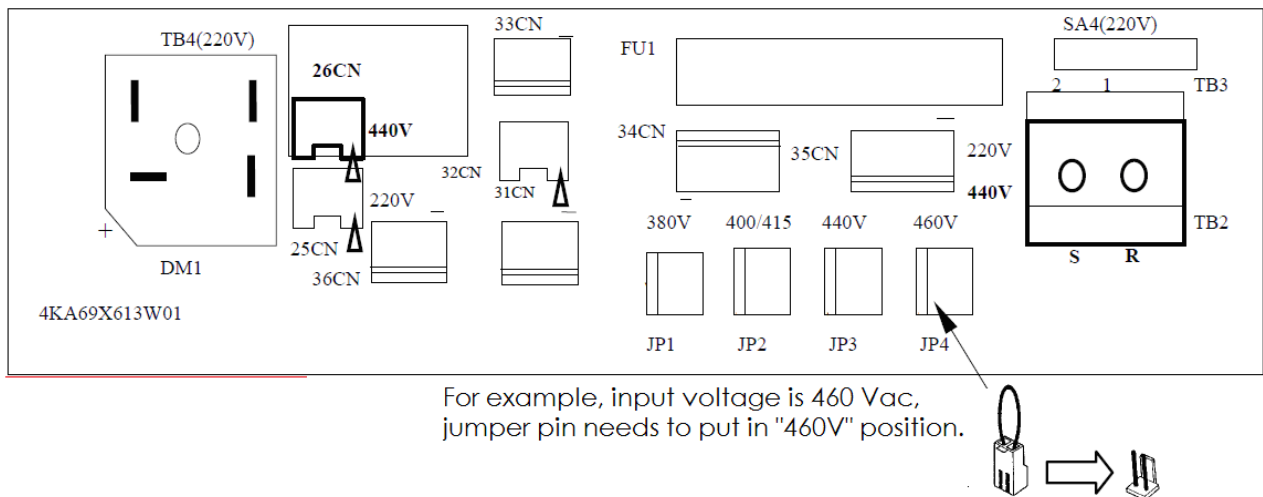 33CN
SA4(220V)
TB4(220V)
FU1
26CN
2 1
TB3
440V
34CN
35CN
220V
32CN
31CN
440V
220V
380V
400/415
440V
460V
TB2
+
25CN
S R
DM1
36CN
4KA69X613W01
JP1
JP2
JP3
JP4
For example, input voltage is 460 Vac,
jumper pin needs to put in "460V" position.